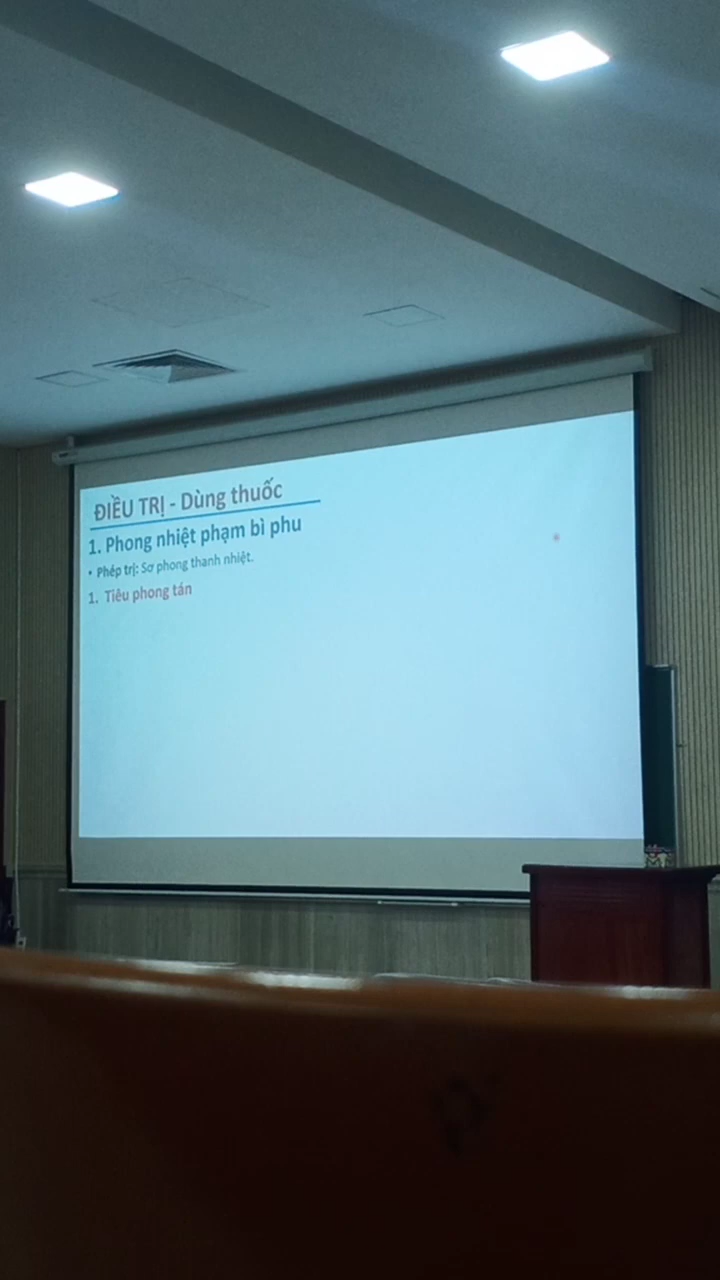 ĐIỀU TRỊ - Dùng thuốc
1. Phong nhiệt phạm bì phu
• Phép trị: Sơ phong thanh nhiệt.
1. Tiêu phong tán